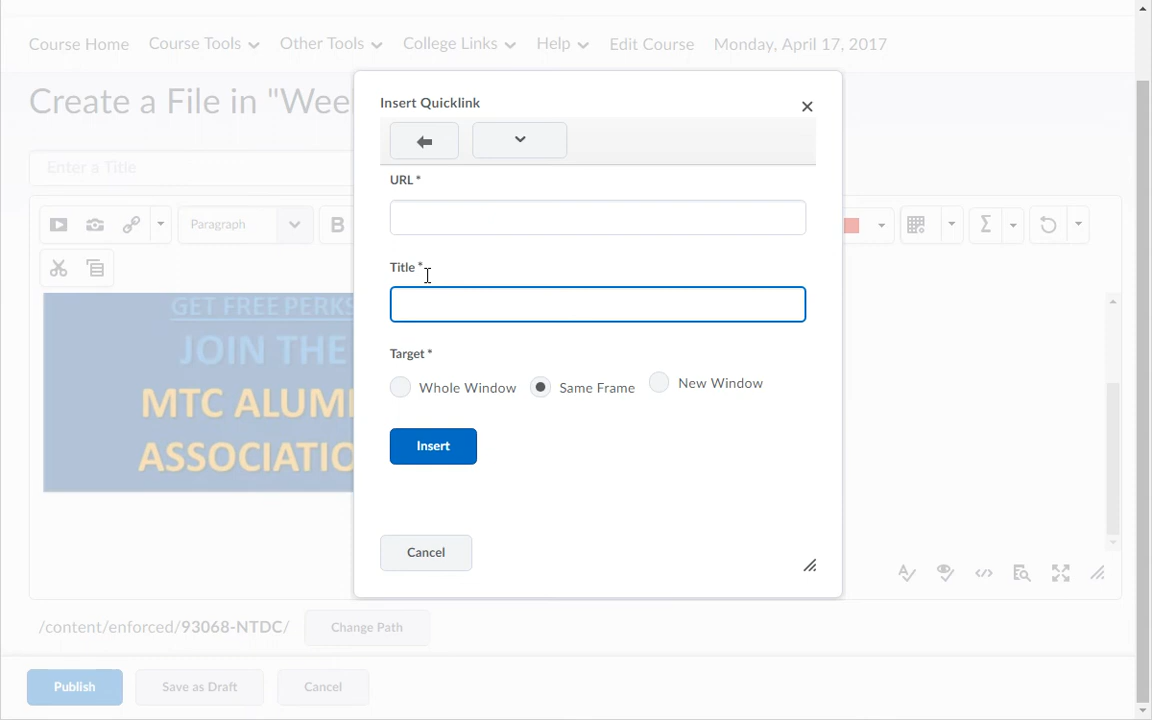 Course Home Course Tools Other Tools College Links Help Edit Course Monday, April 17, 2017
Create a File in "Wee
Enter a Title
Paragraph B
GET FREE PERKS
JOIN THE
MTC ALUM
ASSOCIATIO
Insert Quicklink
URL *
Title *
Target *
Whole Window Same Frame New Window
Insert
Cancel
/content/enforced/93068-NTDC/ Change Path
Publish Save as Draft Cancel